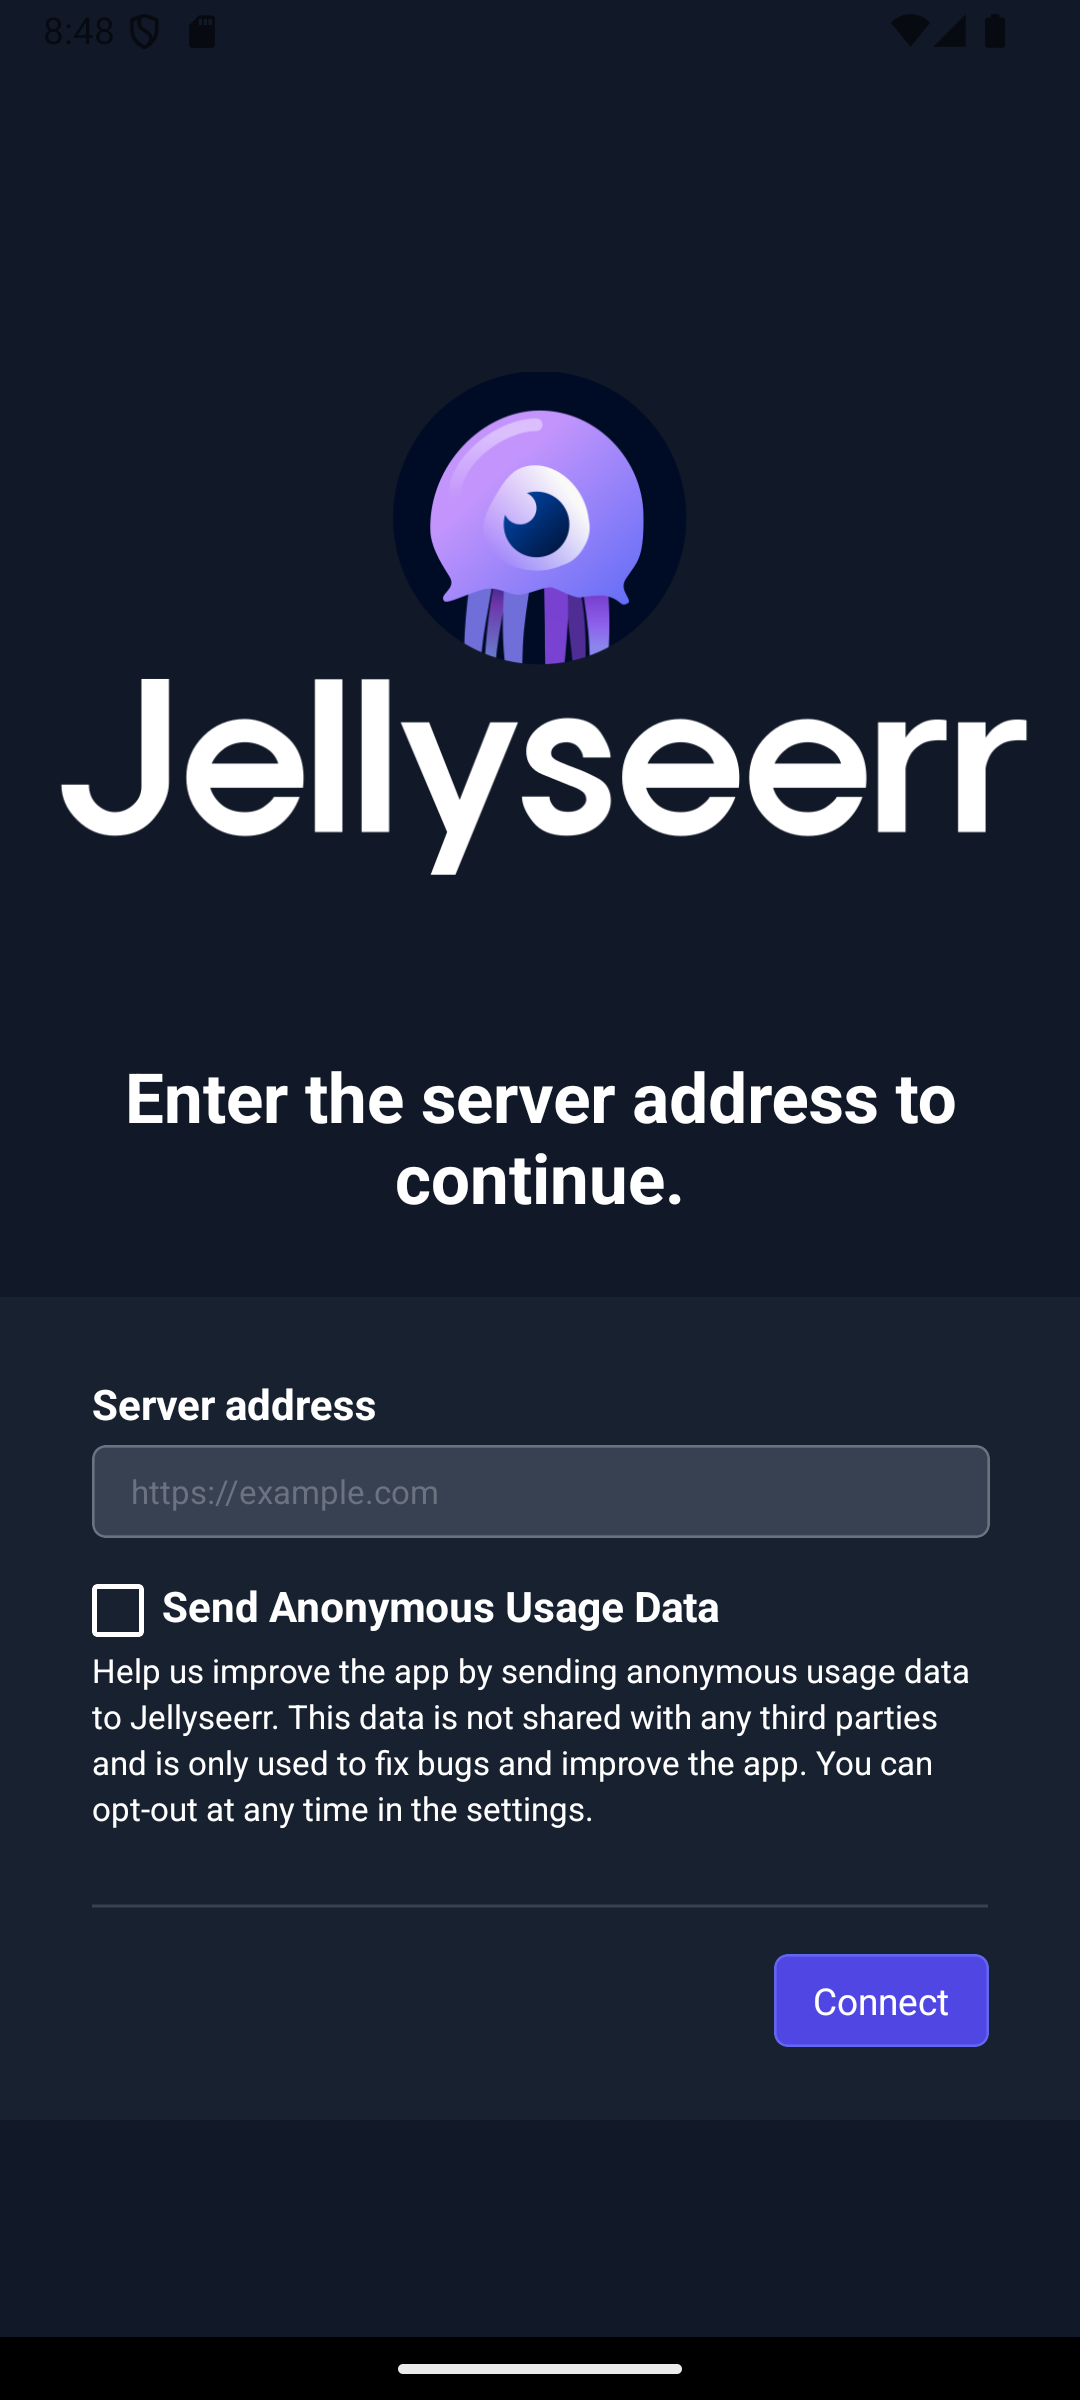 8:48
Jellyseerr
Enter the server address to
continue.
Server address
https://example.com
Send Anonymous Usage Data
Help us improve the app by sending anonymous usage data
to Jellyseerr. This data is not shared with any third parties
and is only used to fix bugs and improve the app. You can
opt-out at any time in the settings.
Connect